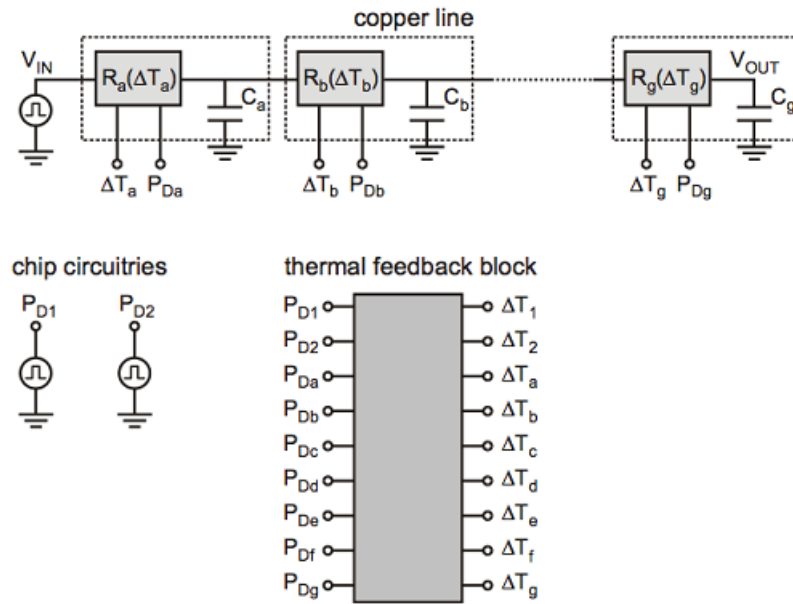 copper line
V_IN R_a(ΔT_a) C_a R_b(ΔT_b) C_b R_g(ΔT_g) V_OUT C_g
ΔT_a P_Da ΔT_b P_Db ΔT_g P_Dg
chip circuitries thermal feedback block
P_D1 P_D2
P_D1 ΔT_1
P_D2 ΔT_2
P_Da ΔT_a
P_Db ΔT_b
P_Dc ΔT_c
P_Dd ΔT_d
P_De ΔT_e
P_Df ΔT_f
P_Dg ΔT_g